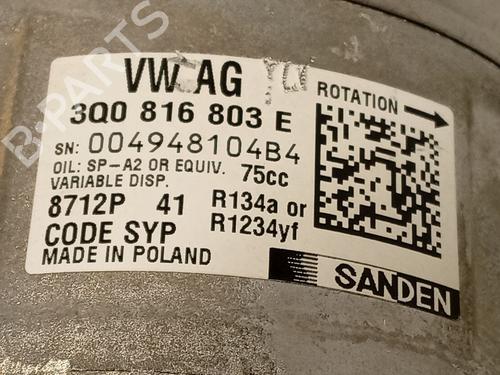 VW AG
3Q0 816 803 E
ROTATION
SN: 004948104B4
OIL: SP-A2 OR EQUIV. 75cc
VARIABLE DISP.
8712P 41 R134a or
CODE SYP R1234yf
MADE IN POLAND
SANDEN
B-PARTS